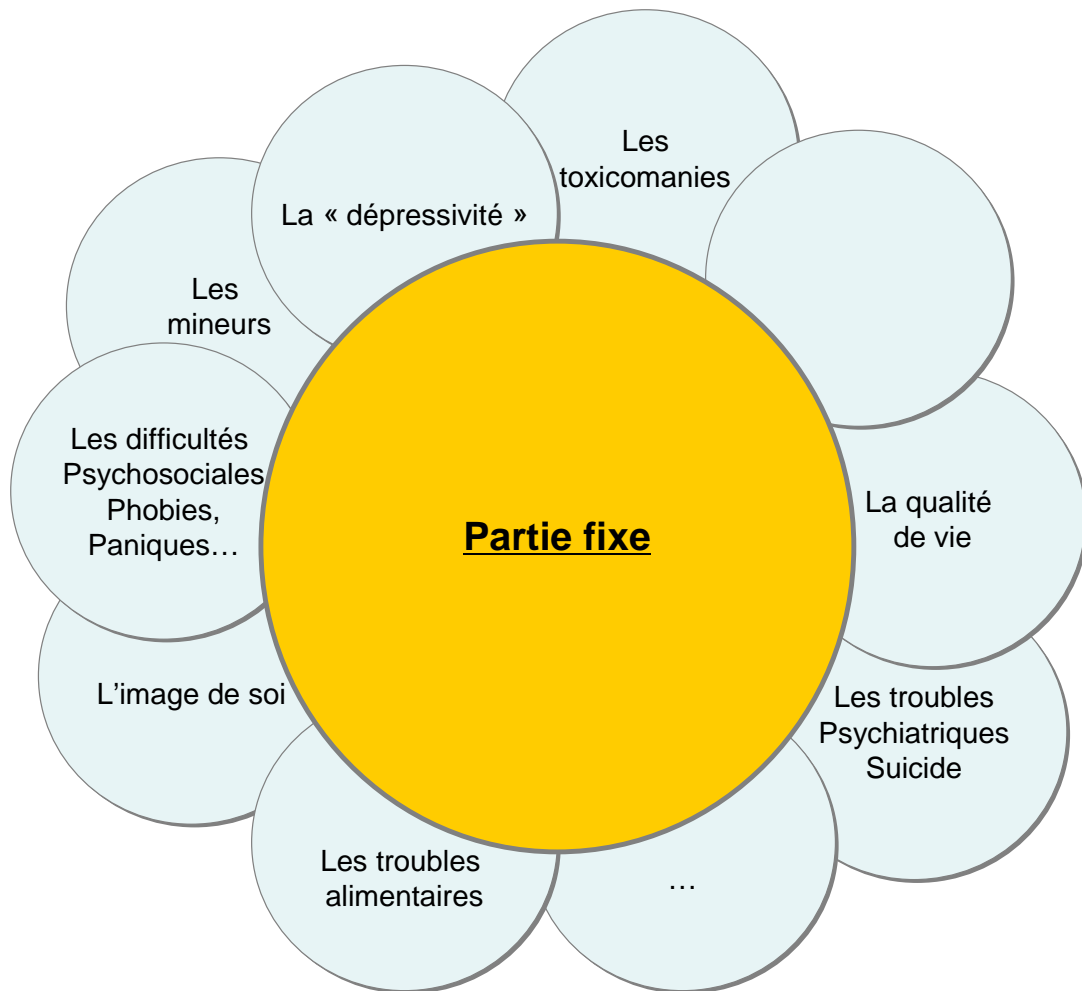 Les
toxicomanies
La « dépressivité »
Les
mineurs
Les difficultés
Psychosociales
Phobies,
Paniques…
La qualité
de vie
Partie fixe
L’image de soi
Les troubles
Psychiatriques
Suicide
Les troubles
alimentaires
…